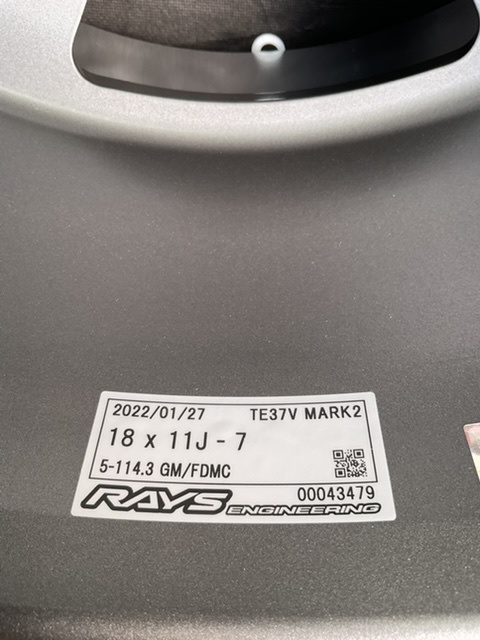 2022/01/27 TE37V MARK2
18 x 11J - 7
5-114.3 GM/FDMC
00043479
RAYS ENGINEERING